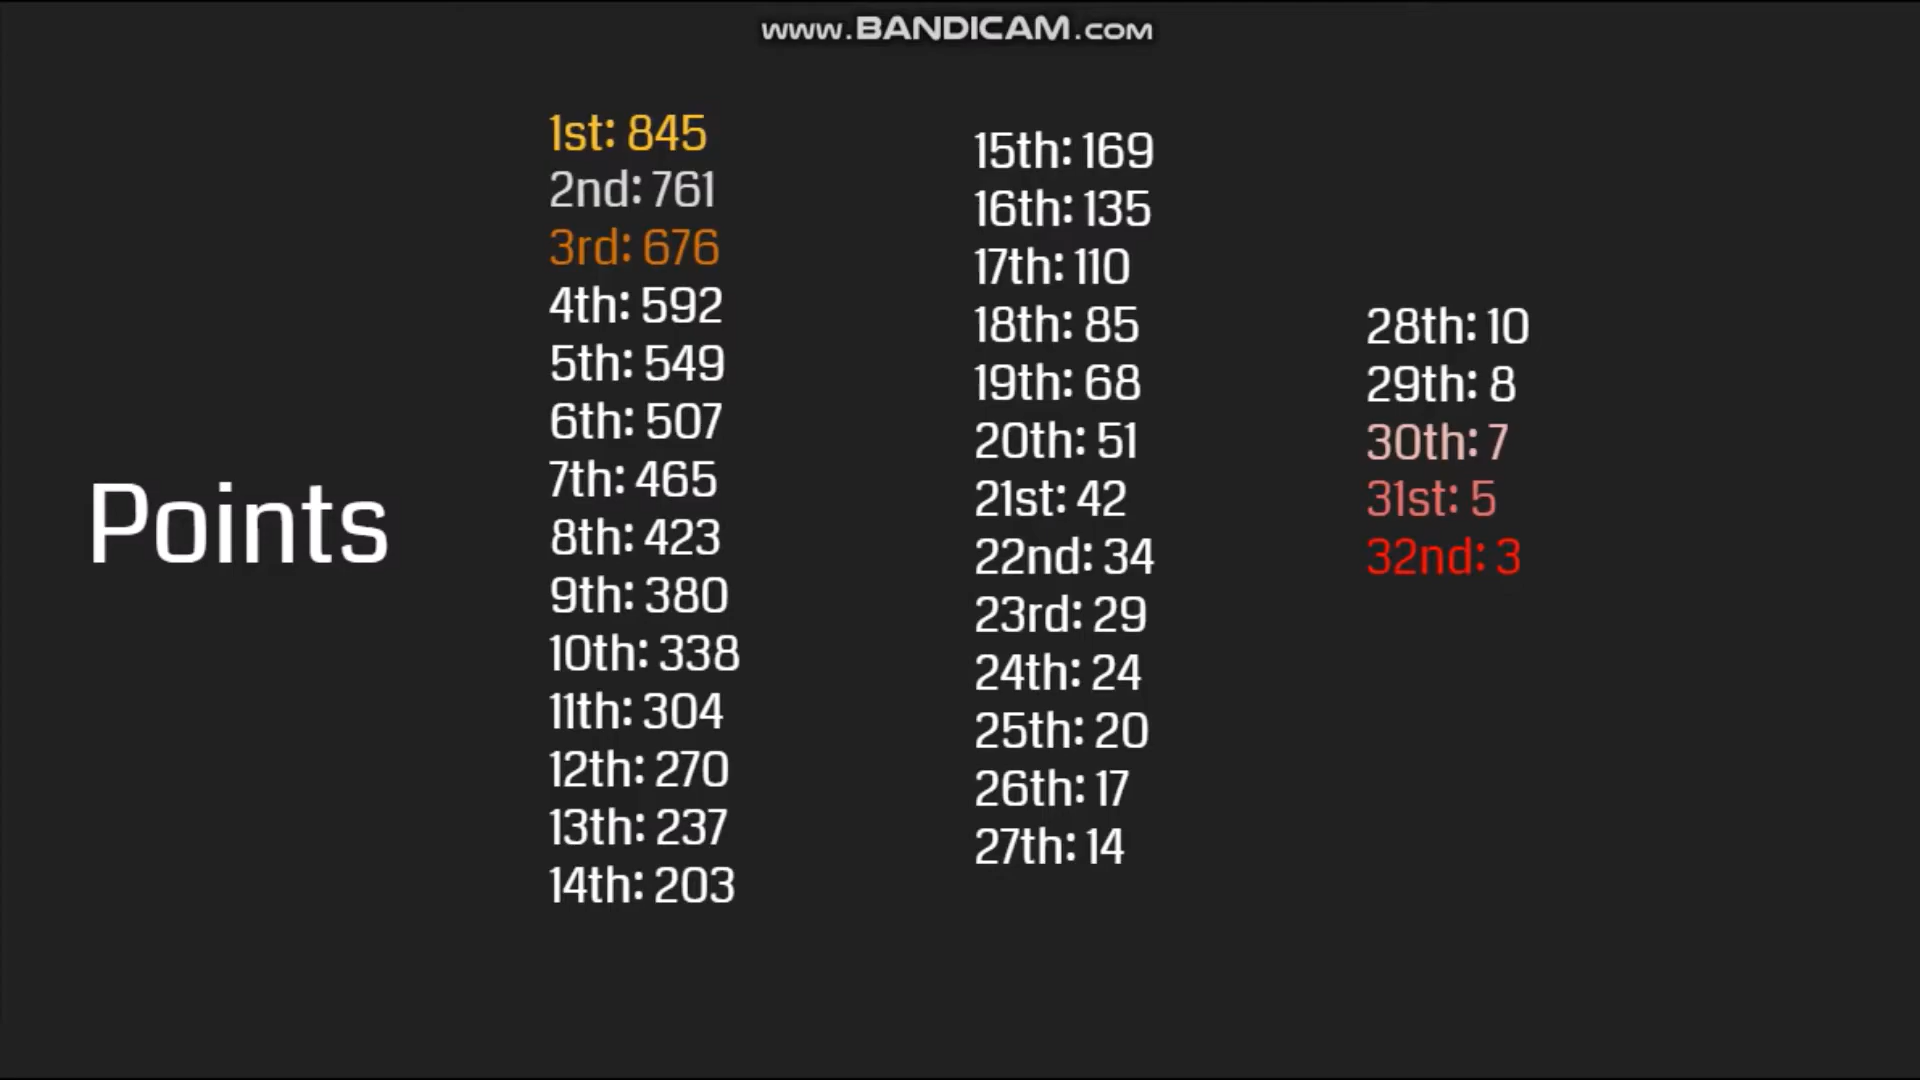 www.BANDICAM.com
Points
1st: 845
2nd: 761
3rd: 676
4th: 592
5th: 549
6th: 507
7th: 465
8th: 423
9th: 380
10th: 338
11th: 304
12th: 270
13th: 237
14th: 203
15th: 169
16th: 135
17th: 110
18th: 85
19th: 68
20th: 51
21st: 42
22nd: 34
23rd: 29
24th: 24
25th: 20
26th: 17
27th: 14
28th: 10
29th: 8
30th: 7
31st: 5
32nd: 3